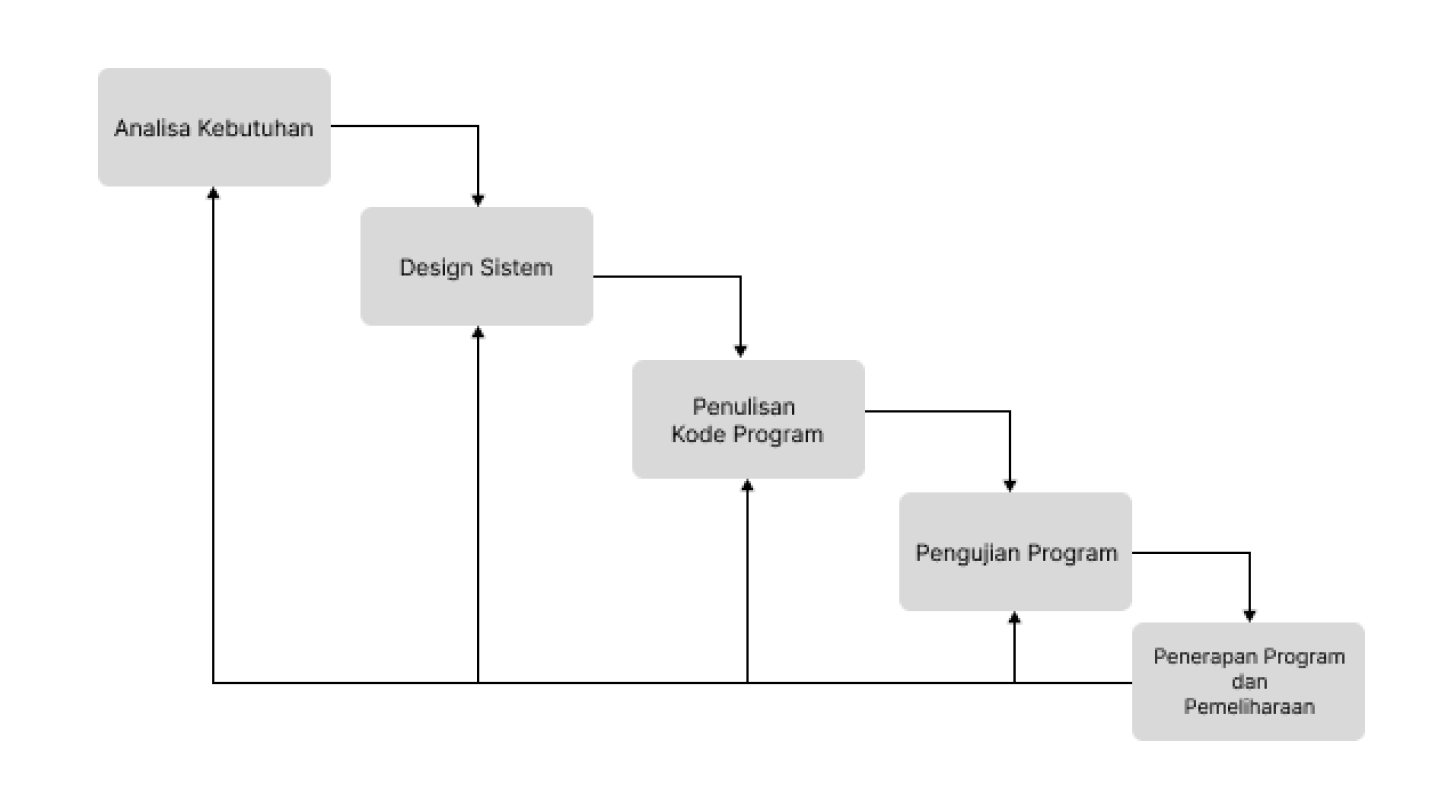 Analisa Kebutuhan
Design Sistem
Penulisan
Kode Program
Pengujian Program
Penerapan Program
dan
Pemeliharaan